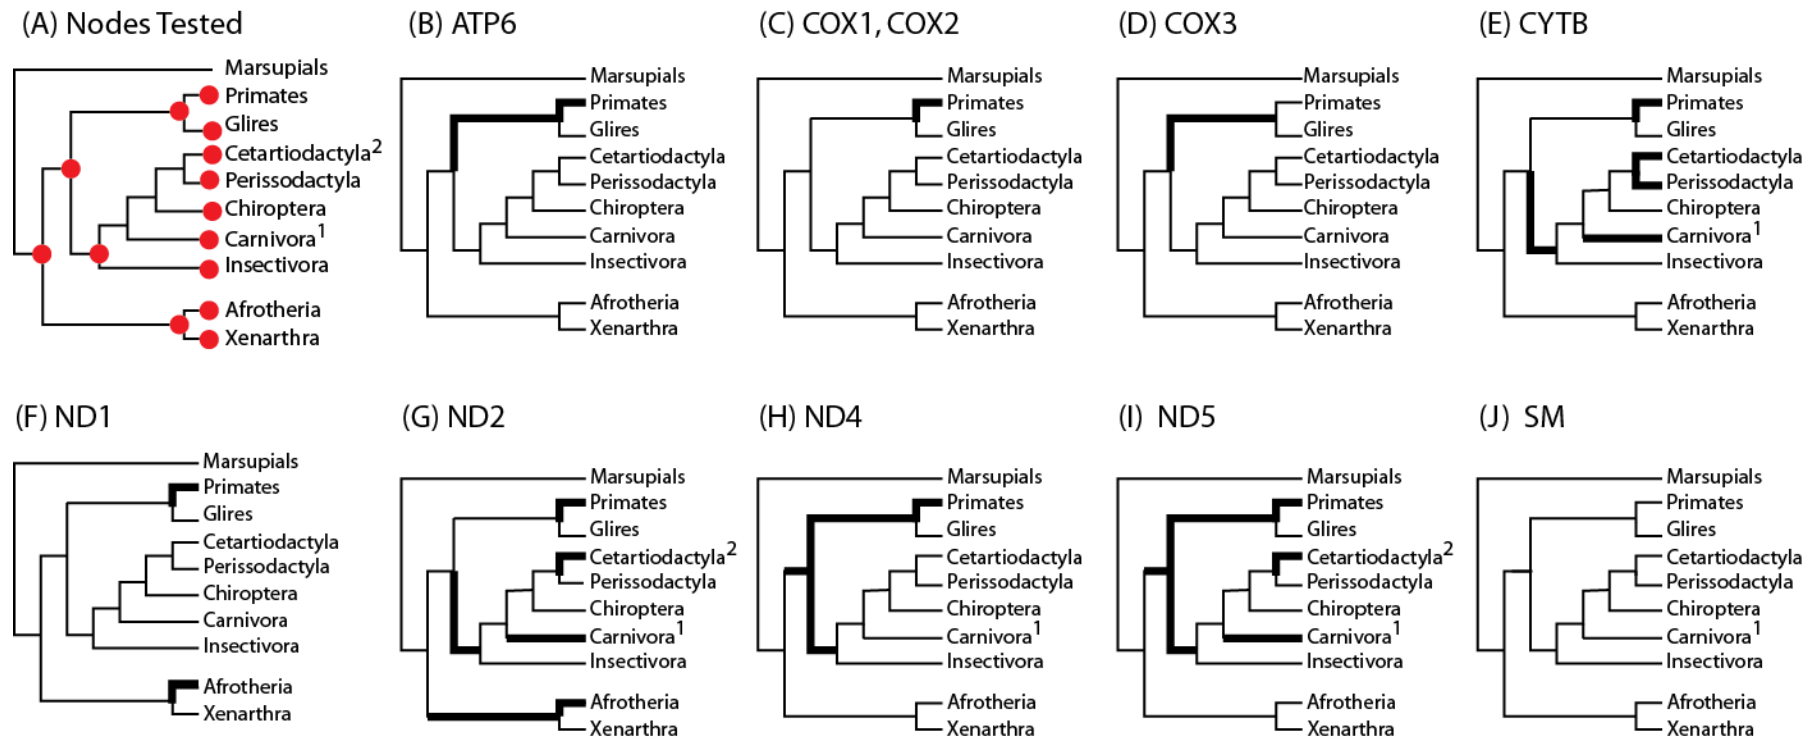 (A) Nodes Tested
Marsupials
Primates
Glires
Cetartiodactyla2
Perissodactyla
Chiroptera
Carnivora1
Insectivora
Afrotheria
Xenarthra
(B) ATP6
Marsupials
Primates
Glires
Cetartiodactyla
Perissodactyla
Chiroptera
Carnivora
Insectivora
Afrotheria
Xenarthra
(C) COX1, COX2
Marsupials
Primates
Glires
Cetartiodactyla
Perissodactyla
Chiroptera
Carnivora
Insectivora
Afrotheria
Xenarthra
(D) COX3
Marsupials
Primates
Glires
Cetartiodactyla
Perissodactyla
Chiroptera
Carnivora
Insectivora
Afrotheria
Xenarthra
(E) CYTB
Marsupials
Primates
Glires
Cetartiodactyla
Perissodactyla
Chiroptera
Carnivora1
Insectivora
Afrotheria
Xenarthra
(F) ND1
Marsupials
Primates
Glires
Cetartiodactyla
Perissodactyla
Chiroptera
Carnivora
Insectivora
Afrotheria
Xenarthra
(G) ND2
Marsupials
Primates
Glires
Cetartiodactyla2
Perissodactyla
Chiroptera
Carnivora1
Insectivora
Afrotheria
Xenarthra
(H) ND4
Marsupials
Primates
Glires
Cetartiodactyla
Perissodactyla
Chiroptera
Carnivora1
Insectivora
Afrotheria
Xenarthra
(I) ND5
Marsupials
Primates
Glires
Cetartiodactyla2
Perissodactyla
Chiroptera
Carnivora1
Insectivora
Afrotheria
Xenarthra
(J) SM
Marsupials
Primates
Glires
Cetartiodactyla
Perissodactyla
Chiroptera
Carnivora1
Insectivora
Afrotheria
Xenarthra